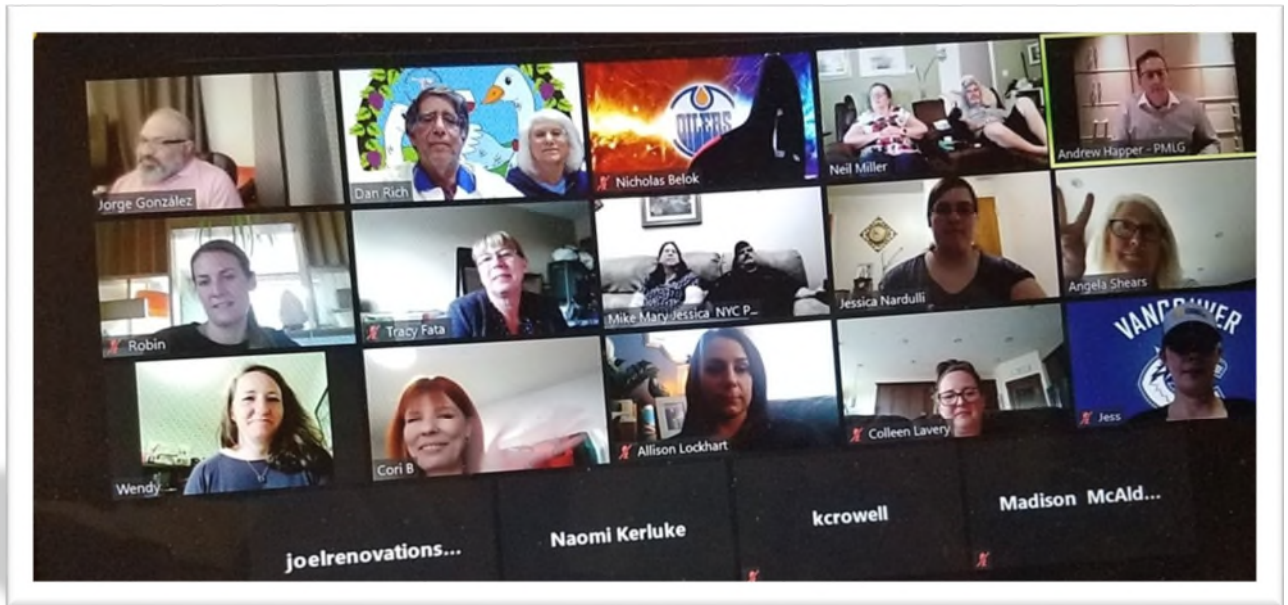 Jorge González
Dan Rich
OILERS
Nicholas Belok
Neil Miller
Andrew Happer - PMLG
Robin
Tracy Fata
Mike Mary Jessica NYC P...
Jessica Nardulli
Angela Shears
Wendy
Cori B
Allison Lockhart
Colleen Lavery
VANCOUVER
Jess
joelrenovations...
Naomi Kerluke
kcrowell
Madison McAld...